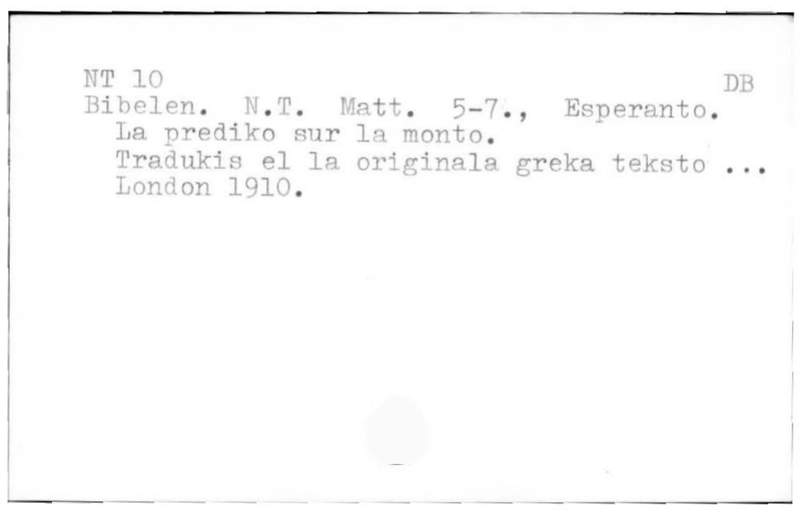 NT 10 DB
Bibelen. N.T. Matt. 5-7., Esperanto.
La prediko sur la monto.
Tradukis el la originala greka teksto ...
London 1910.